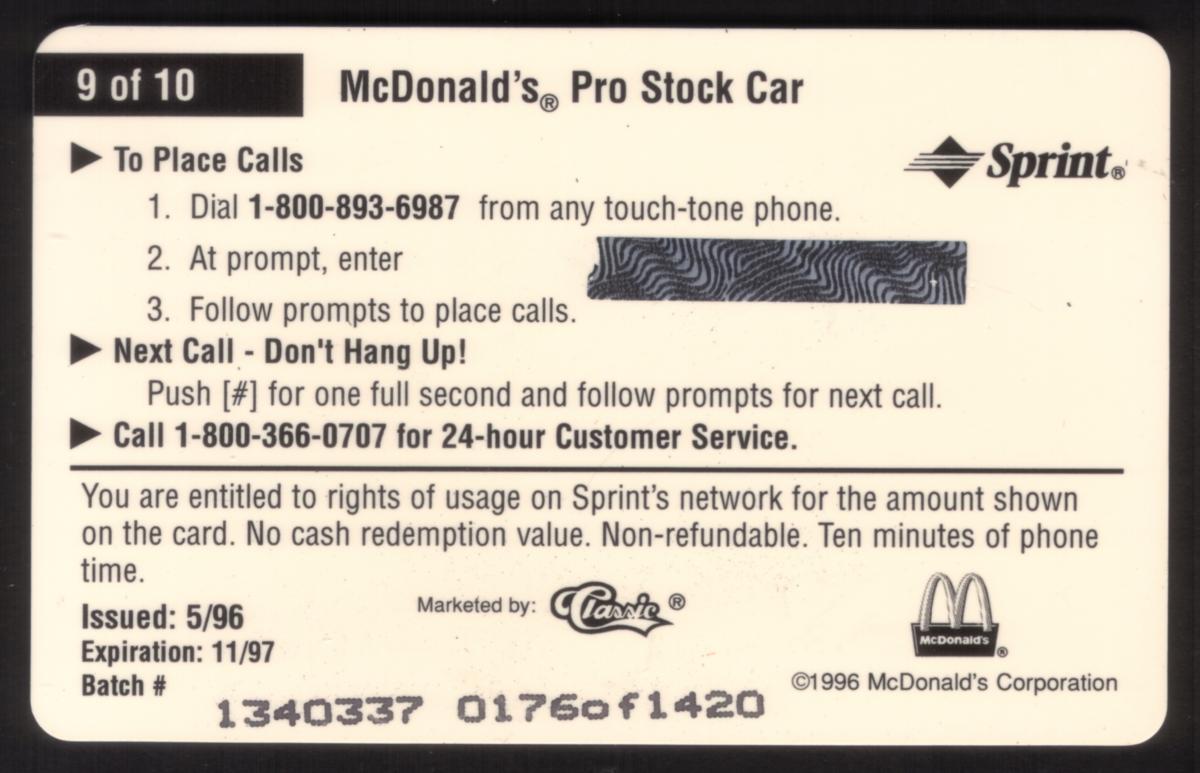 9 of 10
McDonald's® Pro Stock Car
▶ To Place Calls
Sprint®
1. Dial 1-800-893-6987 from any touch-tone phone.
2. At prompt, enter
3. Follow prompts to place calls.
▶ Next Call - Don't Hang Up!
Push [#] for one full second and follow prompts for next call.
▶ Call 1-800-366-0707 for 24-hour Customer Service.
You are entitled to rights of usage on Sprint's network for the amount shown
on the card. No cash redemption value. Non-refundable. Ten minutes of phone
time.
Issued: 5/96
Marketed by: Classic®
McDonald's®
Expiration: 11/97
Batch #
©1996 McDonald's Corporation
1340337 0176of1420